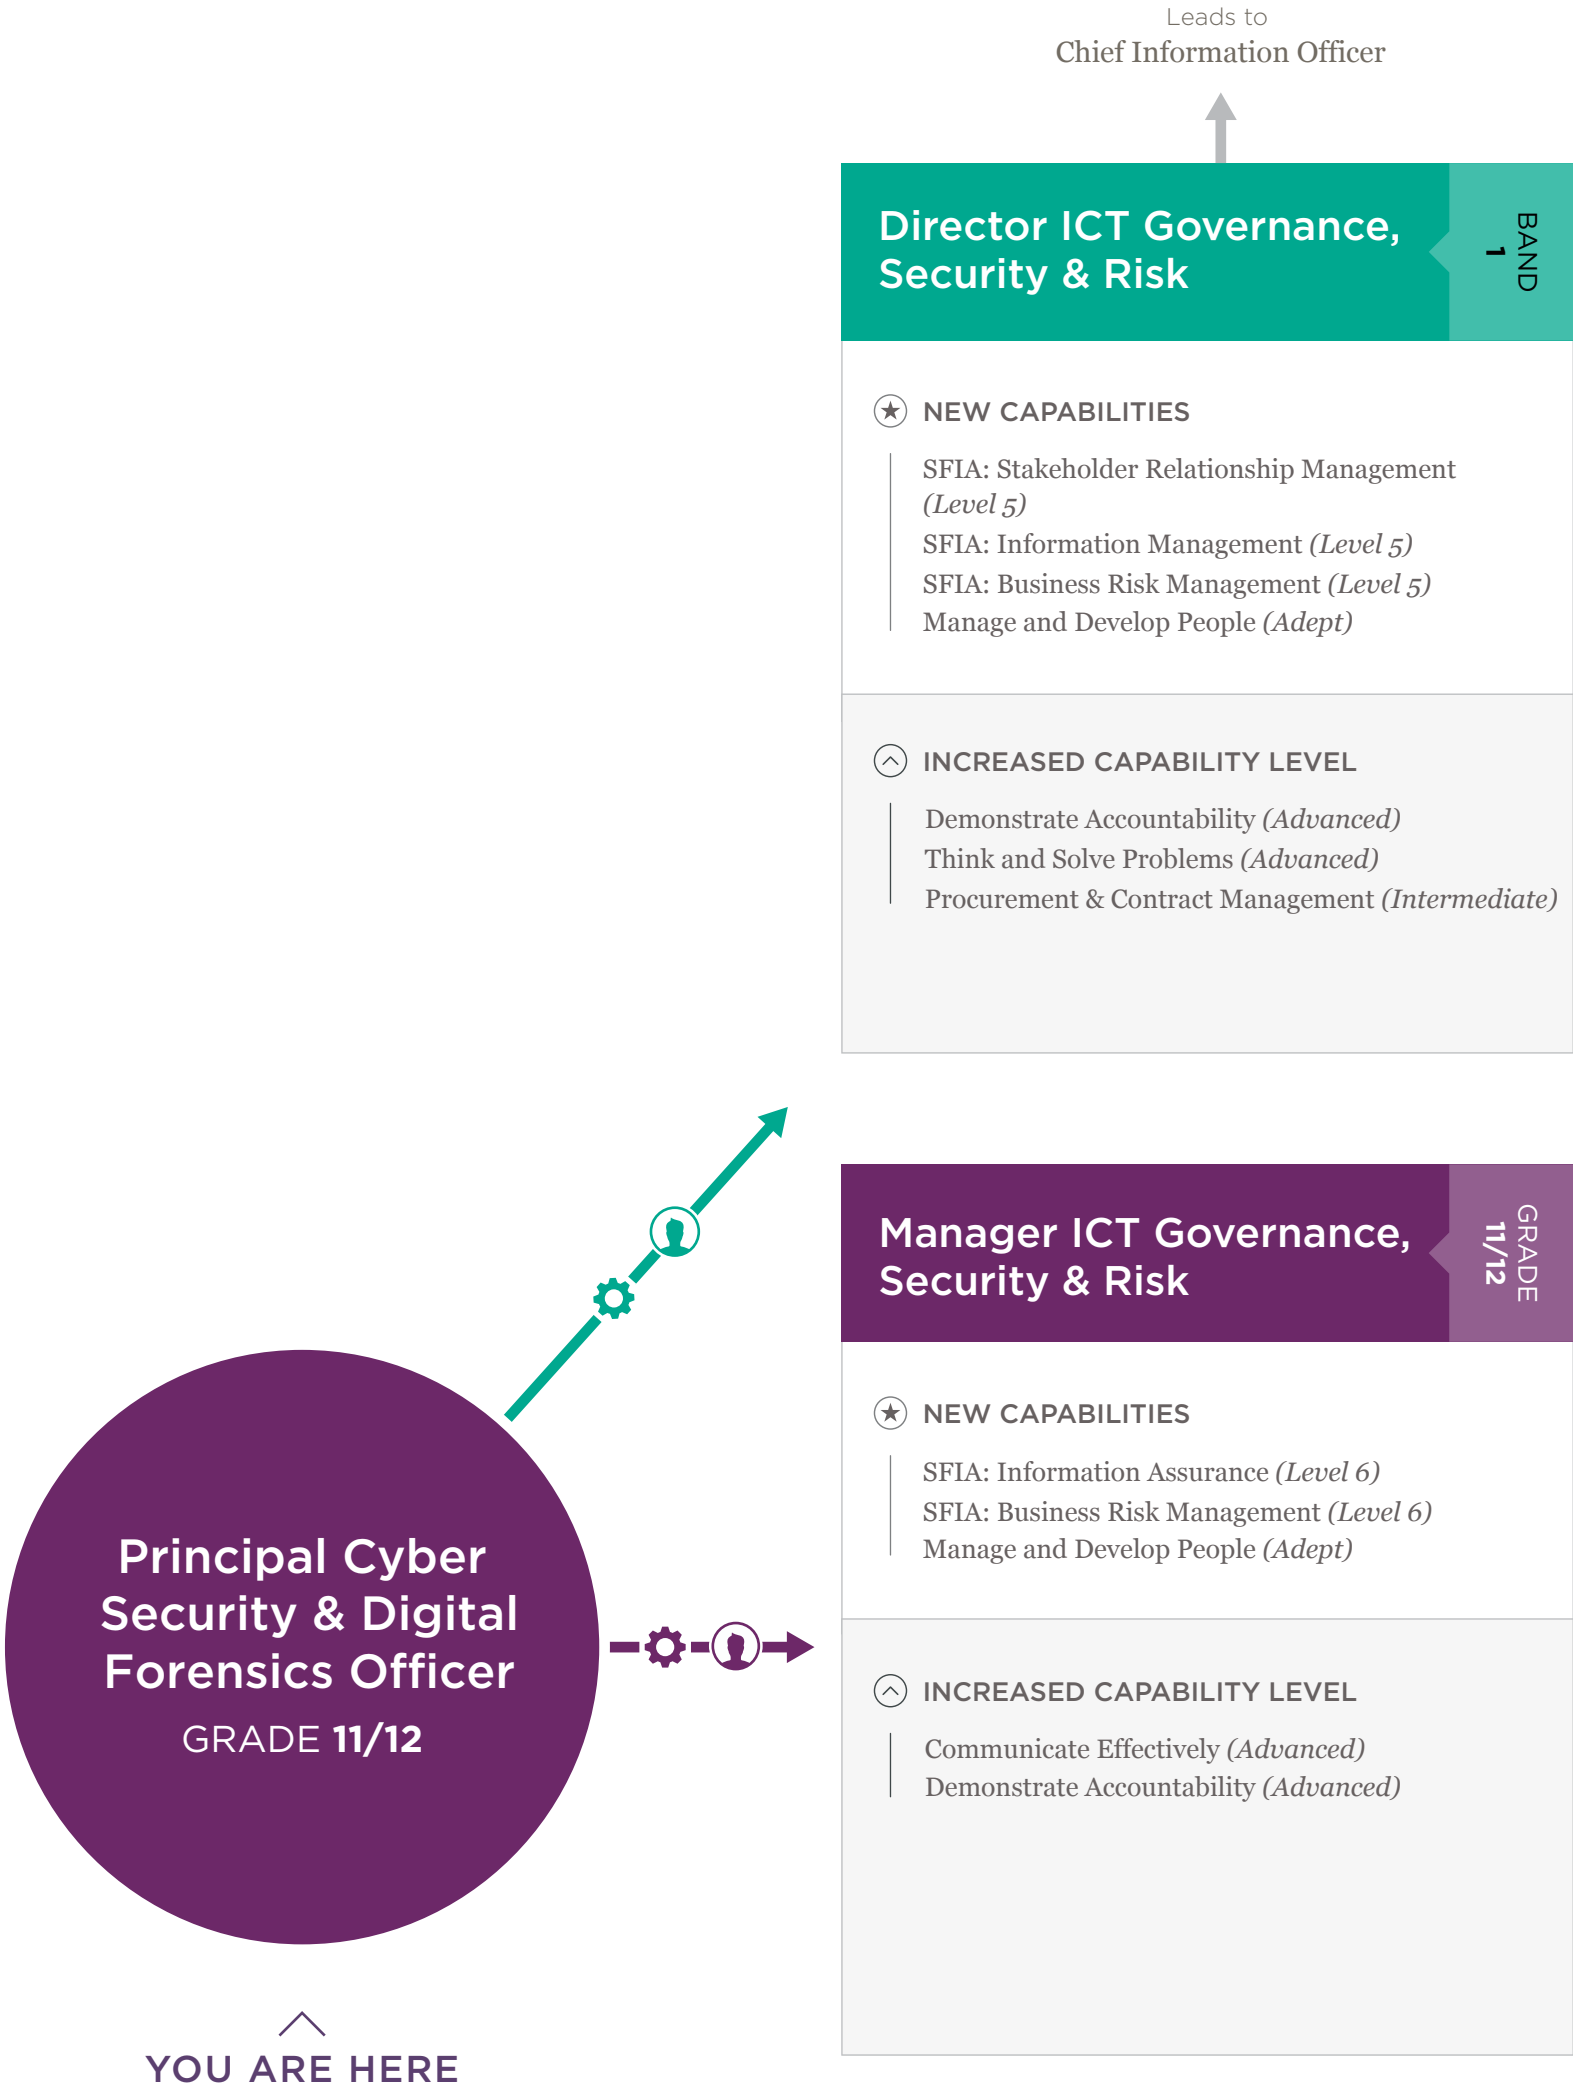 Leads to
Chief Information Officer
Director ICT Governance,
Security & Risk
BAND
1
NEW CAPABILITIES
SFIA: Stakeholder Relationship Management
(Level 5)
SFIA: Information Management (Level 5)
SFIA: Business Risk Management (Level 5)
Manage and Develop People (Adept)
INCREASED CAPABILITY LEVEL
Demonstrate Accountability (Advanced)
Think and Solve Problems (Advanced)
Procurement & Contract Management (Intermediate)
Manager ICT Governance,
Security & Risk
GRADE
11/12
NEW CAPABILITIES
SFIA: Information Assurance (Level 6)
SFIA: Business Risk Management (Level 6)
Manage and Develop People (Adept)
INCREASED CAPABILITY LEVEL
Communicate Effectively (Advanced)
Demonstrate Accountability (Advanced)
Principal Cyber
Security & Digital
Forensics Officer
GRADE 11/12
YOU ARE HERE